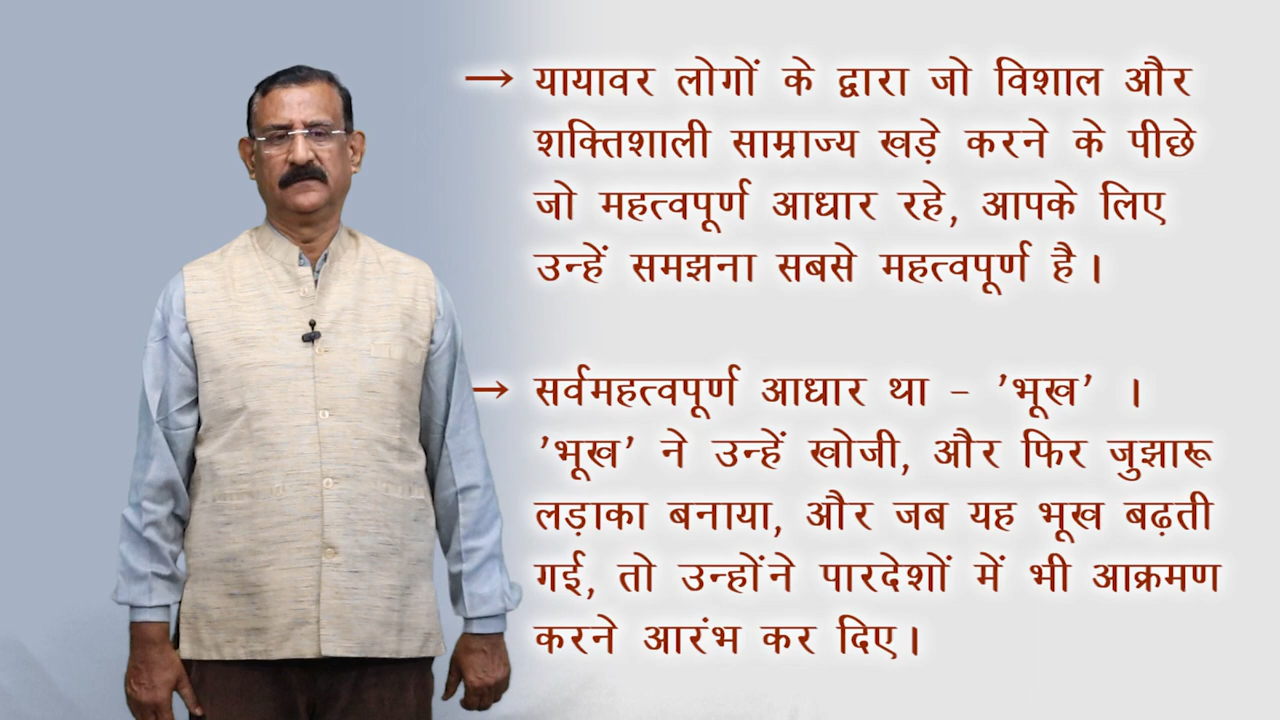 → यायावर लोगों के द्वारा जो विशाल और
शक्तिशाली साम्राज्य खड़े करने के पीछे
जो महत्वपूर्ण आधार रहे, आपके लिए
उन्हें समझना सबसे महत्वपूर्ण है।
→ सर्वमहत्वपूर्ण आधार था – 'भूख' ।
'भूख' ने उन्हें खोजी, और फिर जुझारू
लड़ाका बनाया, और जब यह भूख बढ़ती
गई, तो उन्होंने पारदेशों में भी आक्रमण
करने आरंभ कर दिए।